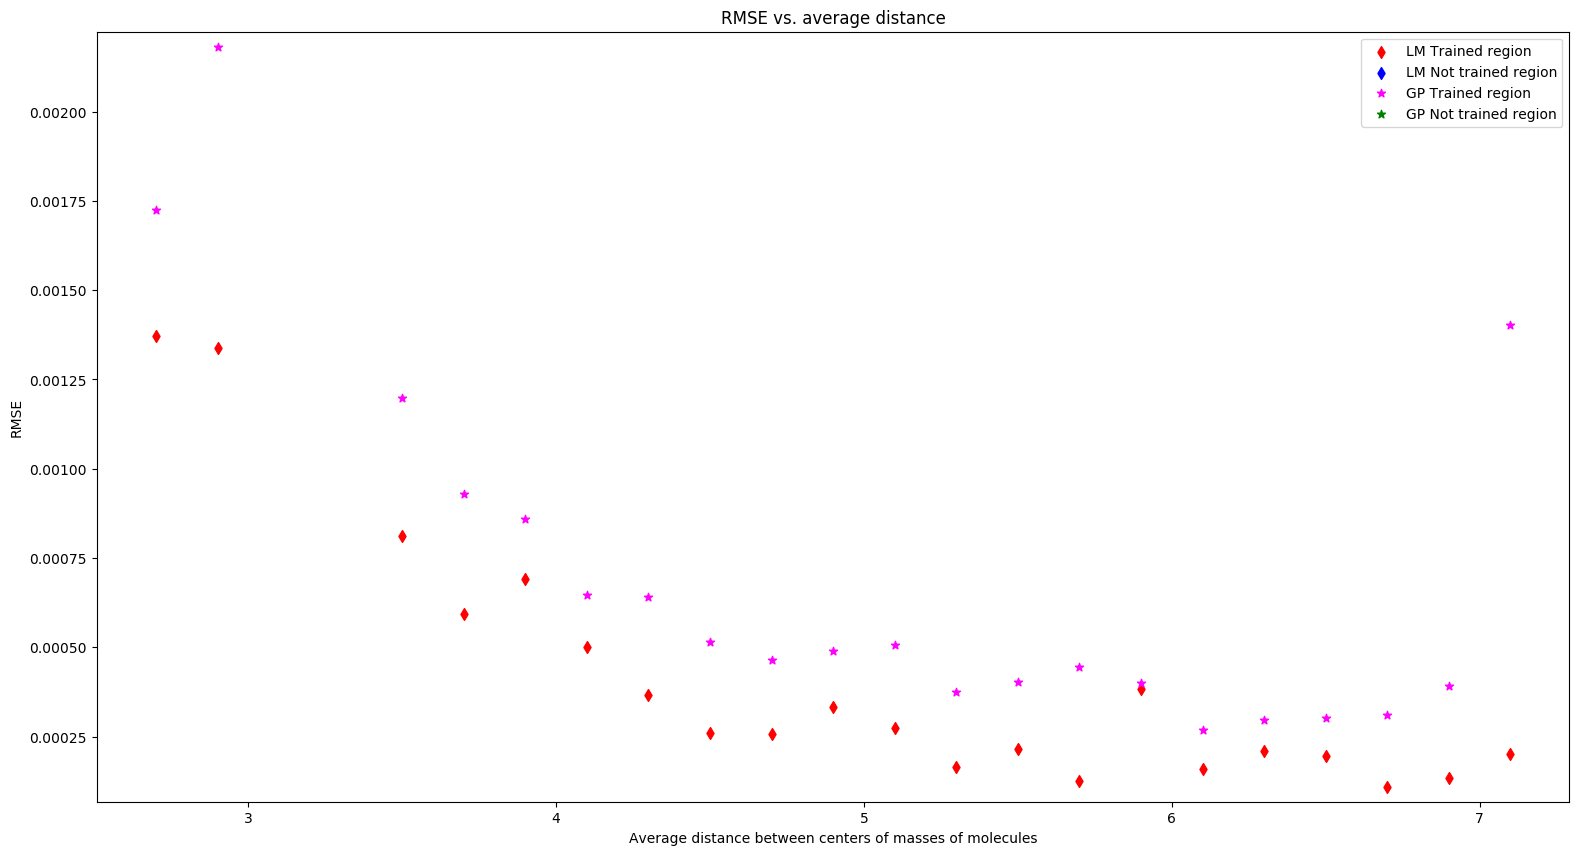 RMSE vs. average distance
LM Trained region
LM Not trained region
GP Trained region
GP Not trained region
0.00200
0.00175
0.00150
0.00125
0.00100
0.00075
0.00050
0.00025
RMSE
3 4 5 6 7
Average distance between centers of masses of molecules